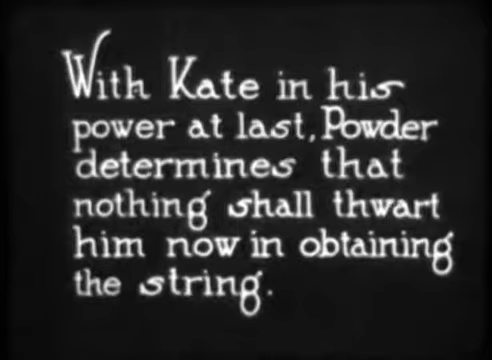 With Kate in his
power at last, Powder
determines that
nothing shall thwart
him now in obtaining
the string.